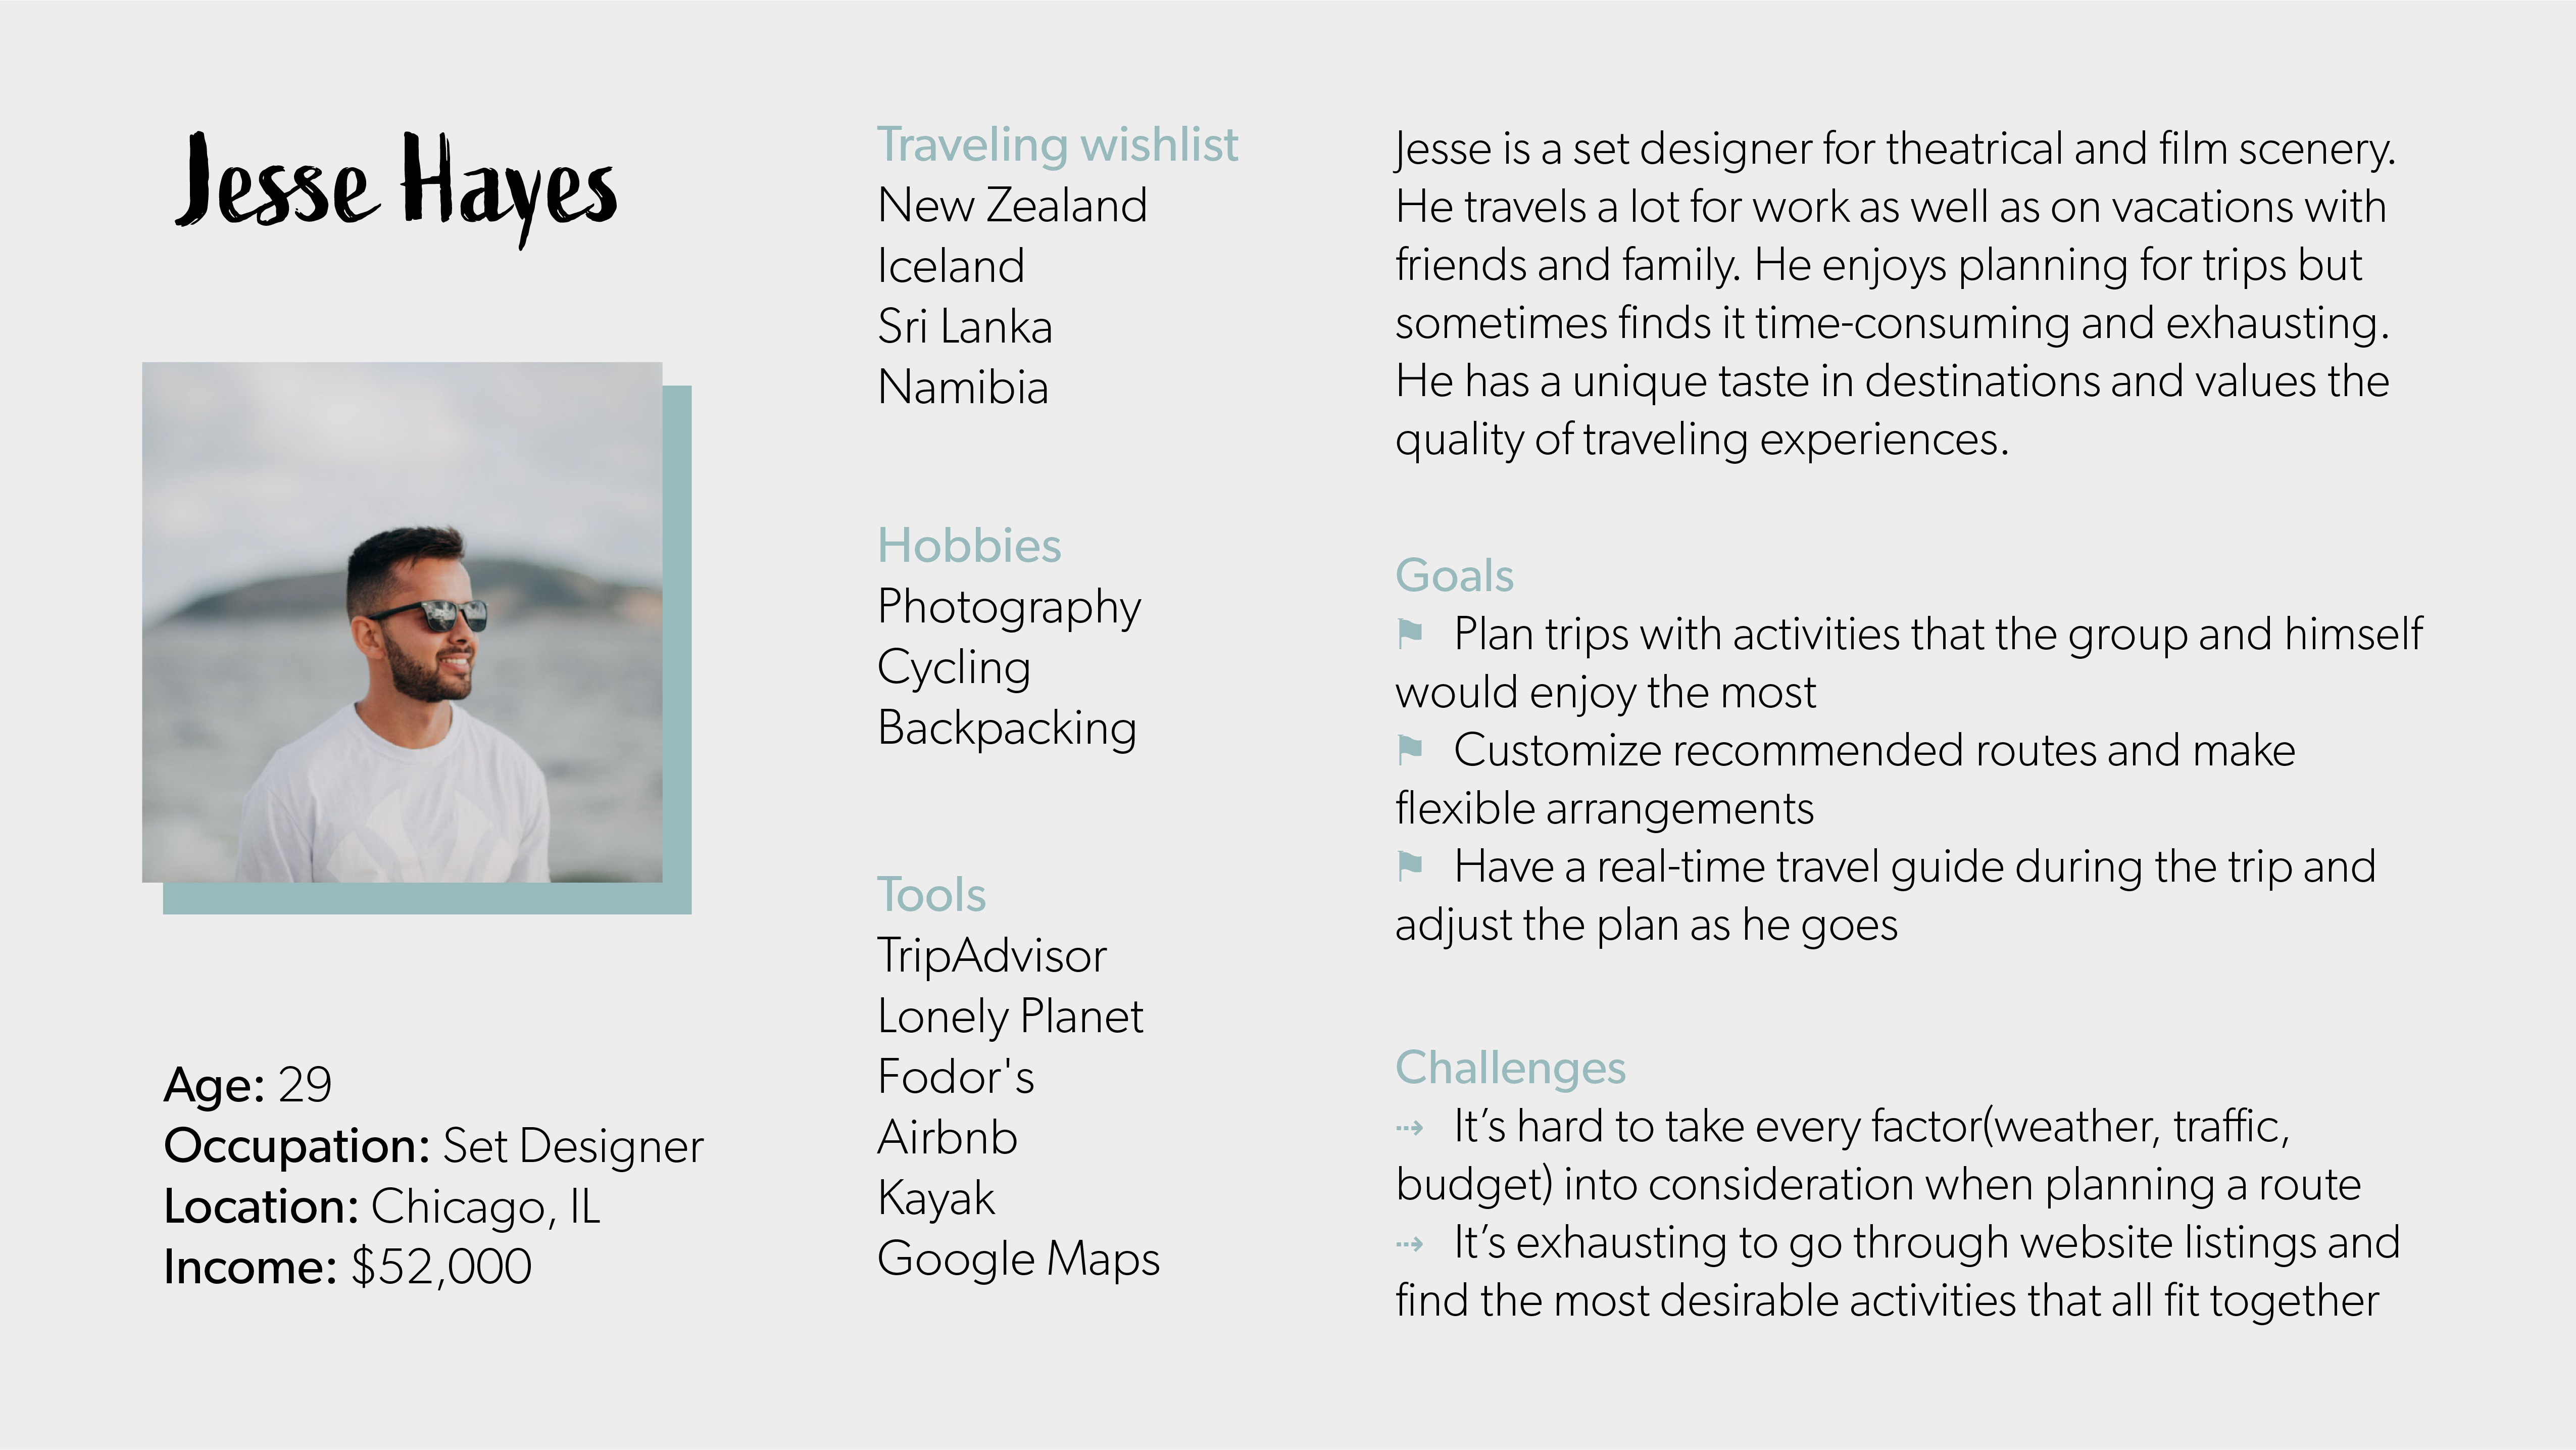 Jesse Hayes
Age: 29
Occupation: Set Designer
Location: Chicago, IL
Income: $52,000
Traveling wishlist
New Zealand
Iceland
Sri Lanka
Namibia
Hobbies
Photography
Cycling
Backpacking
Tools
TripAdvisor
Lonely Planet
Fodor's
Airbnb
Kayak
Google Maps
Jesse is a set designer for theatrical and film scenery.
He travels a lot for work as well as on vacations with
friends and family. He enjoys planning for trips but
sometimes finds it time-consuming and exhausting.
He has a unique taste in destinations and values the
quality of traveling experiences.
Goals
Plan trips with activities that the group and himself
would enjoy the most
Customize recommended routes and make
flexible arrangements
Have a real-time travel guide during the trip and
adjust the plan as he goes
Challenges
⇢ It’s hard to take every factor(weather, traffic,
budget) into consideration when planning a route
⇢ It’s exhausting to go through website listings and
find the most desirable activities that all fit together